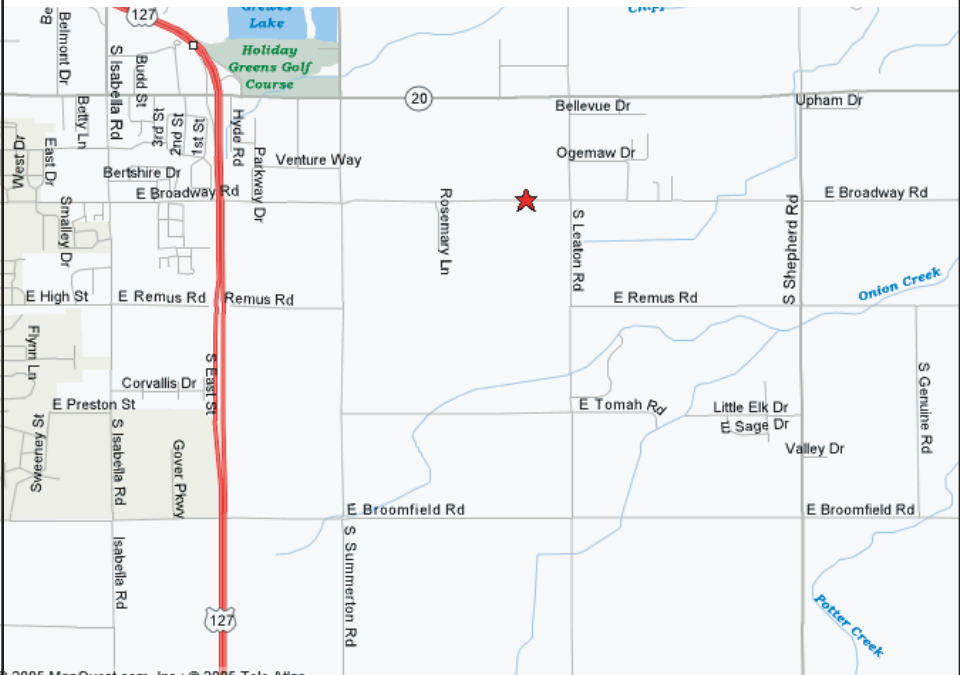 127
Grewes
Lake
Be
Belmont Dr
S Isabella Rd
Budd St
Holiday
Greens Golf
Course
20
Bellevue Dr
Upham Dr
Betty Ln
3rd St
2nd St
1st St
Hyde Rd
West Dr
East Dr
Parkway Dr
Venture Way
Ogemaw Dr
Bertshire Dr
E Broadway Rd
E Broadway Rd
Smalley Dr
Rosemary Ln
S Leaton Rd
S Shepherd Rd
E High St
E Remus Rd
Remus Rd
E Remus Rd
Onion Creek
Flynn Ln
S East St
Corvallis Dr
E Preston St
E Tomah Rd
Little Elk Dr
E Sage Dr
S Genuine Rd
Sweeney St
S Isabella Rd
Gover Pkwy
Valley Dr
E Broomfield Rd
E Broomfield Rd
Isabella Rd
S Summerton Rd
127
Potter Creek